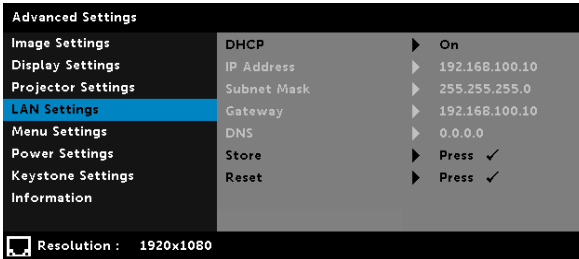 Advanced Settings
Image Settings DHCP On
Display Settings IP Address 192.168.100.10
Projector Settings Subnet Mask 255.255.255.0
LAN Settings Gateway 192.168.100.10
Menu Settings DNS 0.0.0.0
Power Settings Store Press ✓
Keystone Settings Reset Press ✓
Information
Resolution : 1920x1080